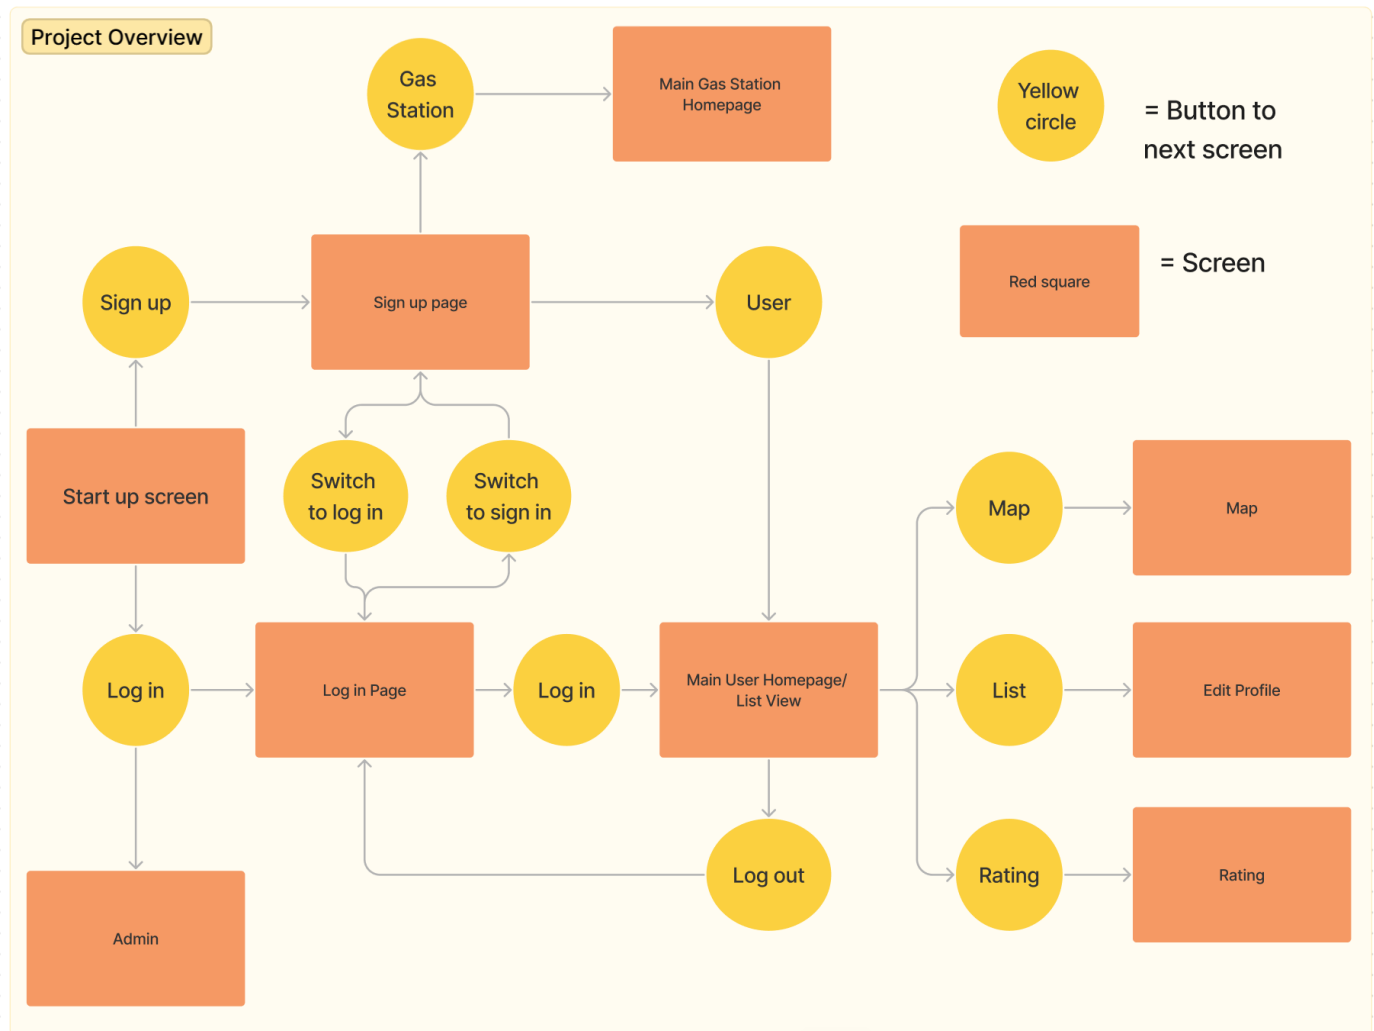 Project Overview
Gas
Station
Main Gas Station
Homepage
Yellow
circle
= Button to
next screen
Sign up
Sign up page
User
Red square
= Screen
Start up screen
Switch
to log in
Switch
to sign in
Map
Map
Log in
Log in Page
Log in
Main User Homepage/
List View
List
Edit Profile
Log out
Rating
Rating
Admin